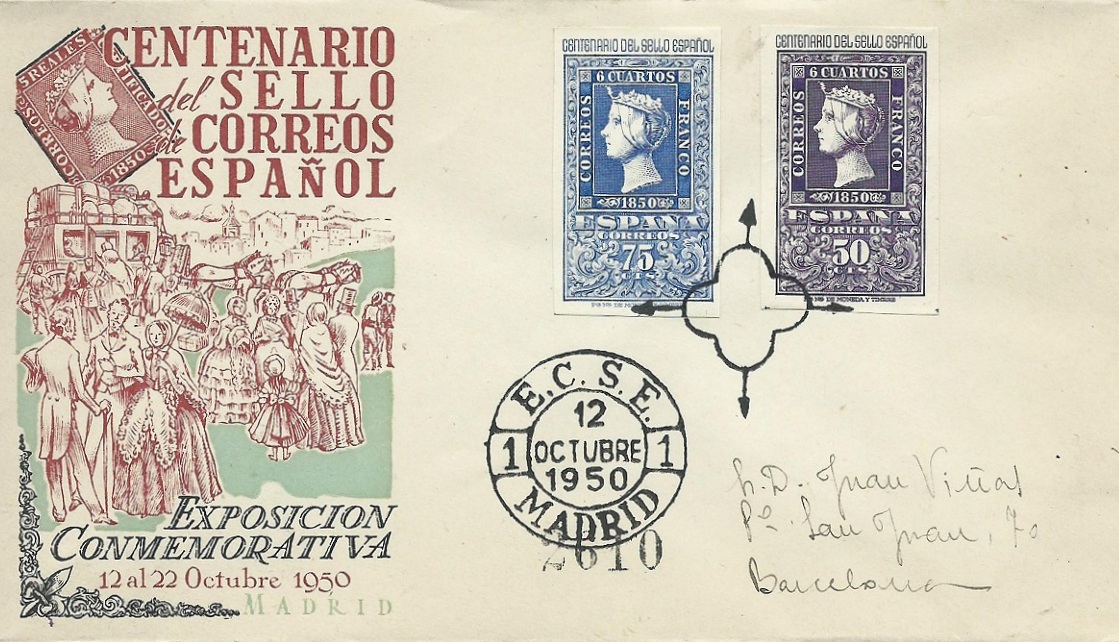 CENTENARIO
del SELLO
de CORREOS
ESPAÑOL
5 REALES
CERTIFICADO
CORREOS
1850
EXPOSICION
CONMEMORATIVA
12 al 22 Octubre 1950
MADRID
CENTENARIO DEL SELLO ESPAÑOL
6 CUARTOS
CORREOS
FRANCO
1850
ESPAÑA
CORREOS
75
CTS
CENTENARIO DEL SELLO ESPAÑOL
6 CUARTOS
CORREOS
FRANCO
1850
ESPAÑA
CORREOS
50
CTS
DE MONEDA Y TIMBRE
E.C.S.E.
12
1 OCTUBRE 1
1950
MADRID
2610
D. Juan Viñas
Pº San Juan, 70
Barcelona